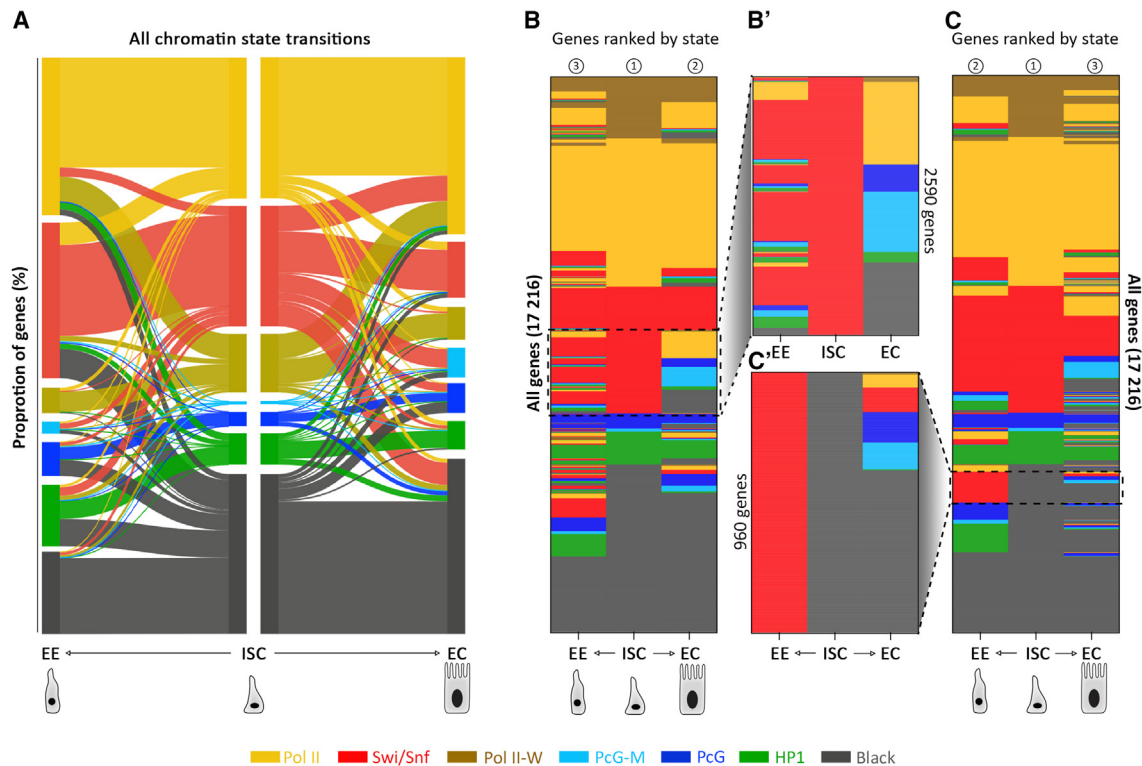 A
All chromatin state transitions
Proprotion of genes (%)
EE
ISC
EC
B
Genes ranked by state
3
1
2
All genes (17 216)
EE
ISC
EC
B'
2590 genes
EE
ISC
EC
C'
960 genes
EE
ISC
EC
C
Genes ranked by state
2
1
3
All genes (17 216)
EE
ISC
EC
Pol II
Swi/Snf
Pol II-W
PcG-M
PcG
HP1
Black